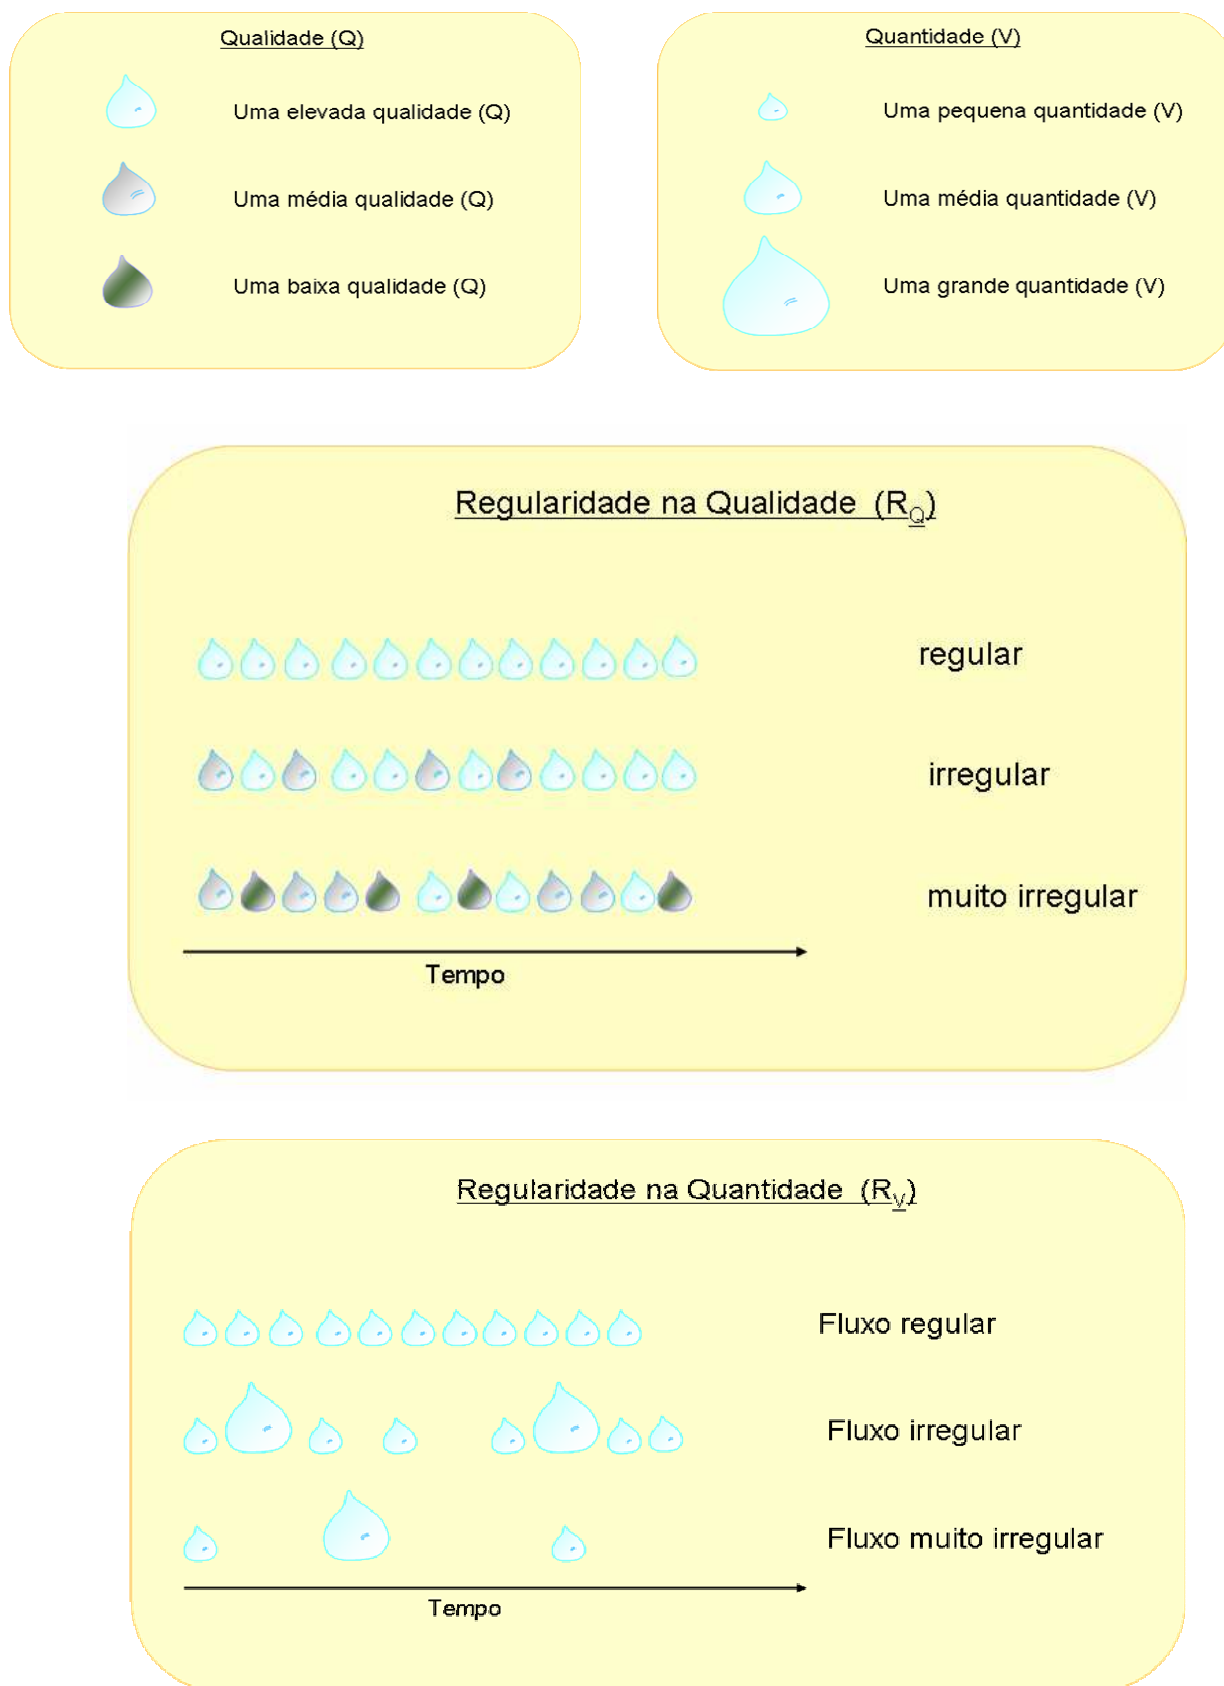 Qualidade (Q)
Uma elevada qualidade (Q)
Uma média qualidade (Q)
Uma baixa qualidade (Q)
Quantidade (V)
Uma pequena quantidade (V)
Uma média quantidade (V)
Uma grande quantidade (V)
Regularidade na Qualidade (RQ)
regular
irregular
muito irregular
Tempo
Regularidade na Quantidade (RV)
Fluxo regular
Fluxo irregular
Fluxo muito irregular
Tempo